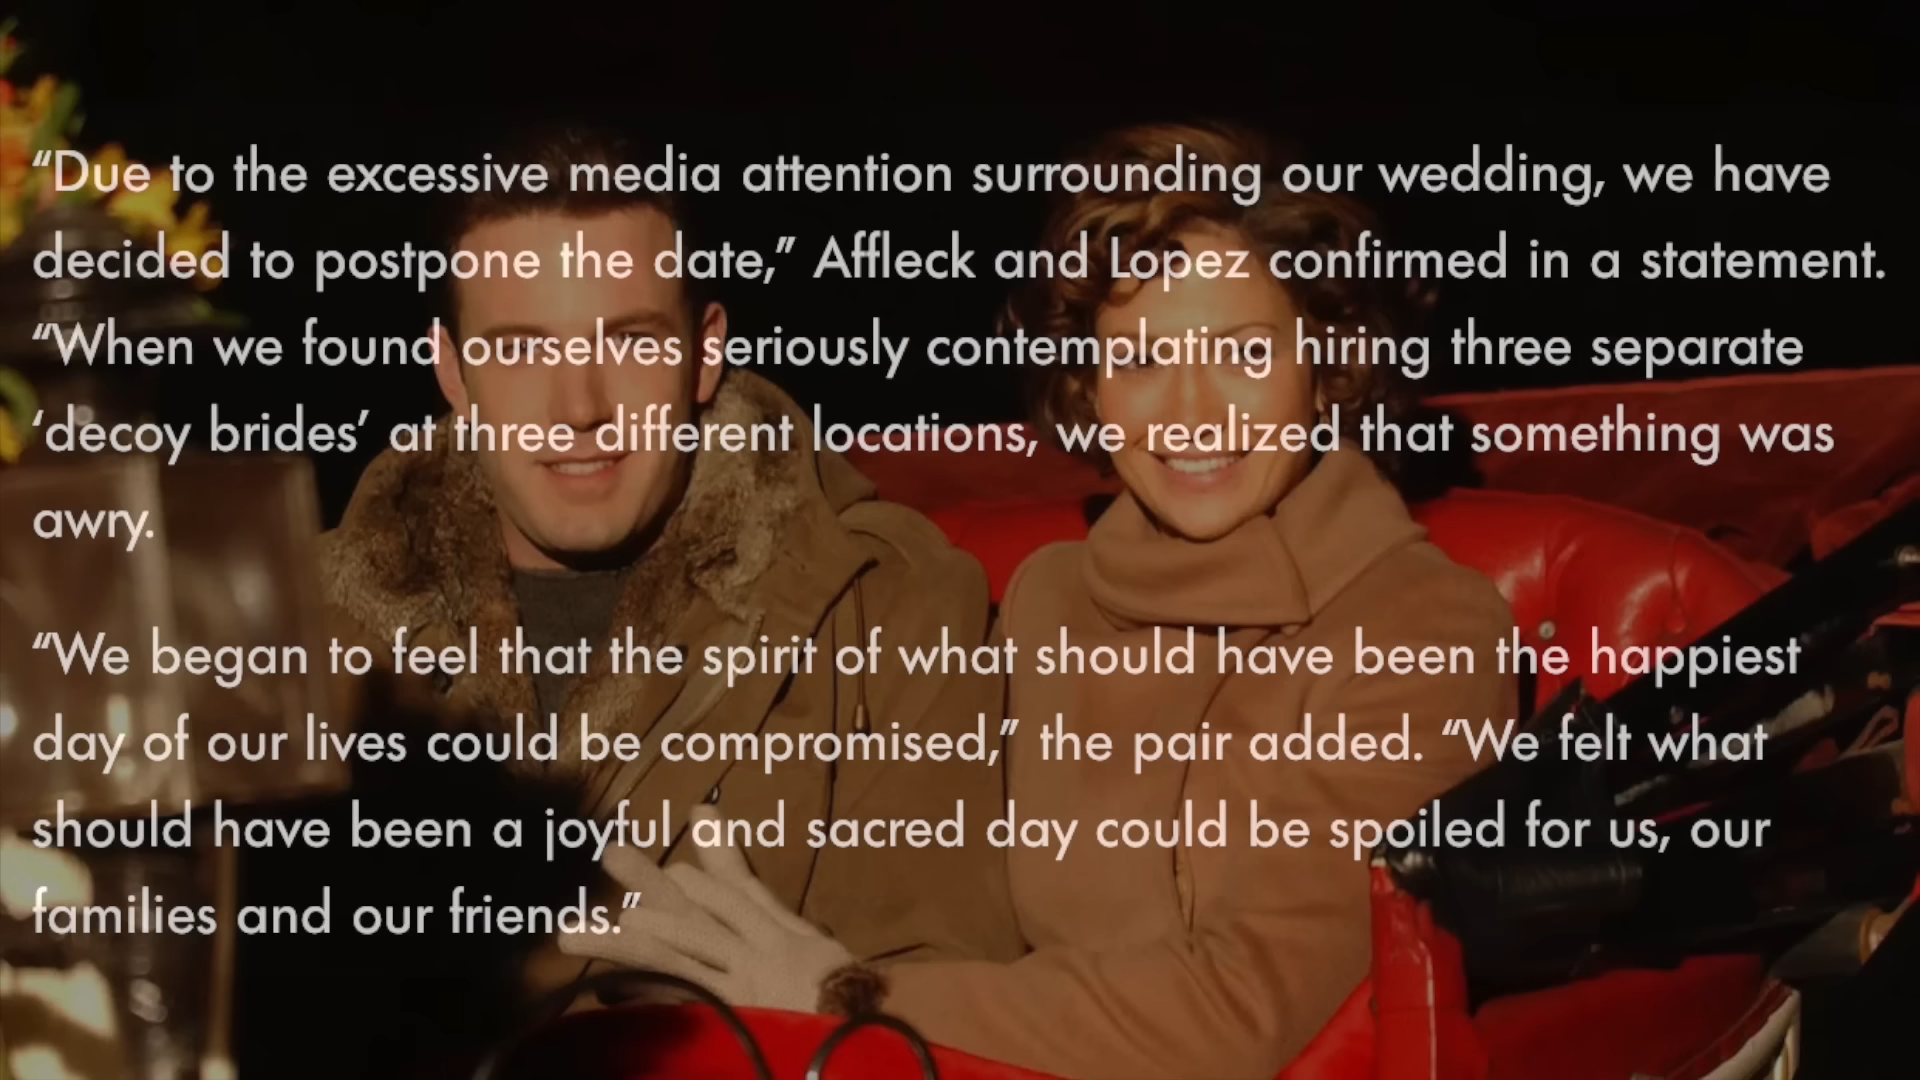 “Due to the excessive media attention surrounding our wedding, we have
decided to postpone the date,” Affleck and Lopez confirmed in a statement.
“When we found ourselves seriously contemplating hiring three separate
‘decoy brides’ at three different locations, we realized that something was
awry.
“We began to feel that the spirit of what should have been the happiest
day of our lives could be compromised,” the pair added. “We felt what
should have been a joyful and sacred day could be spoiled for us, our
families and our friends.”